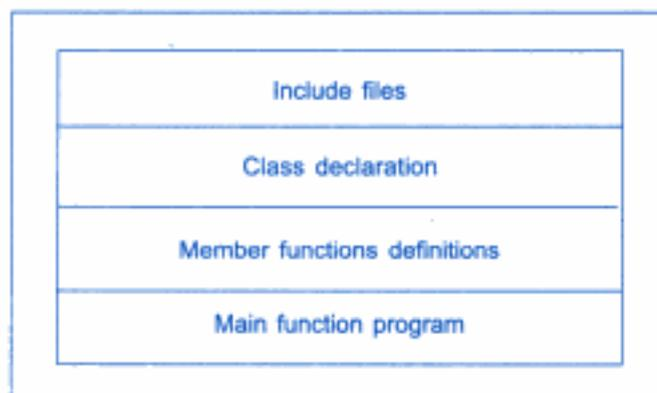 Include files
Class declaration
Member functions definitions
Main function program